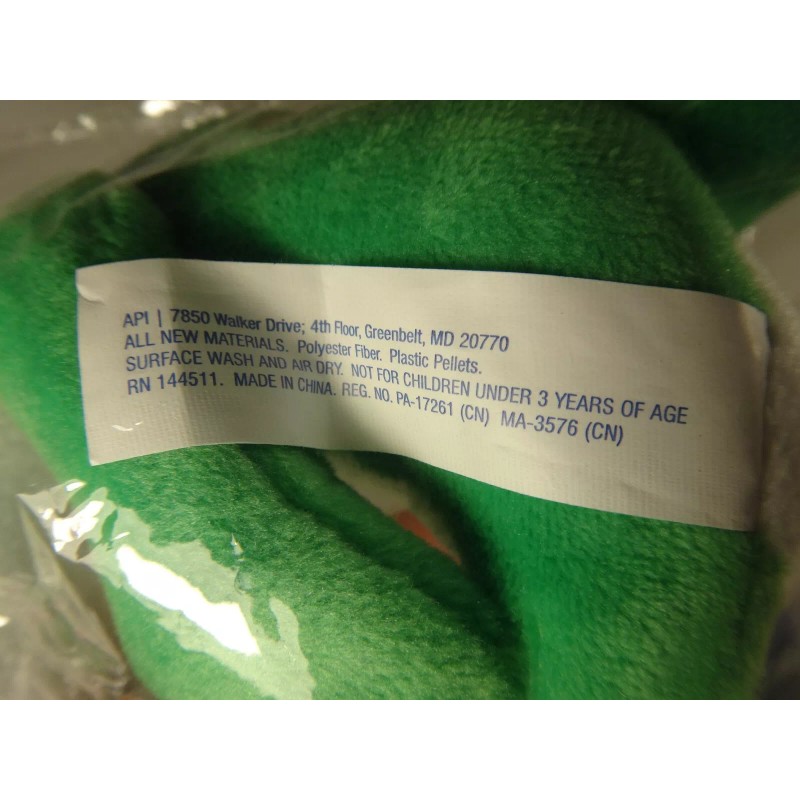 API | 7850 Walker Drive; 4th Floor, Greenbelt, MD 20770
ALL NEW MATERIALS. Polyester Fiber. Plastic Pellets.
SURFACE WASH AND AIR DRY. NOT FOR CHILDREN UNDER 3 YEARS OF AGE
RN 144511. MADE IN CHINA. REG. NO. PA-17261 (CN) MA-3576 (CN)